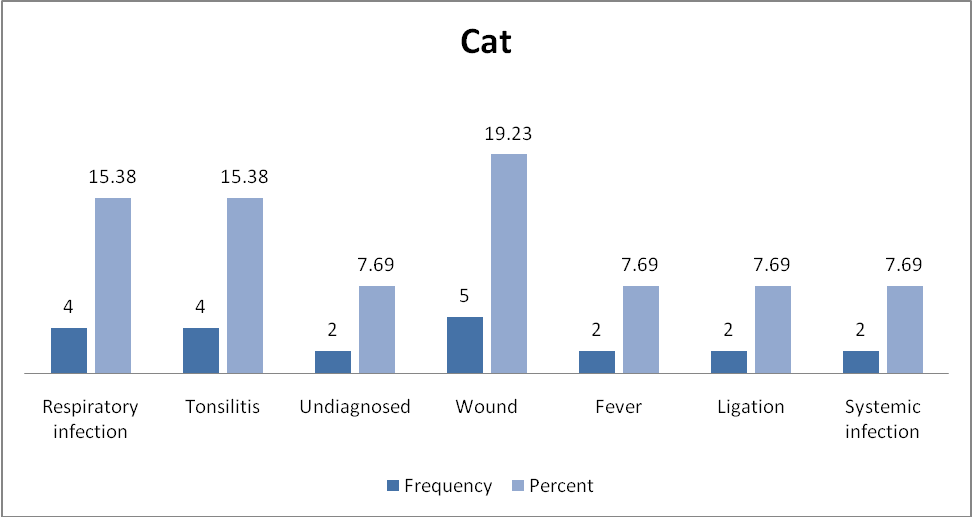 Cat
19.23
15.38
15.38
7.69
7.69
7.69
7.69
5
4
4
2
2
2
2
Respiratory infection
Tonsilitis
Undiagnosed
Wound
Fever
Ligation
Systemic infection
Frequency
Percent